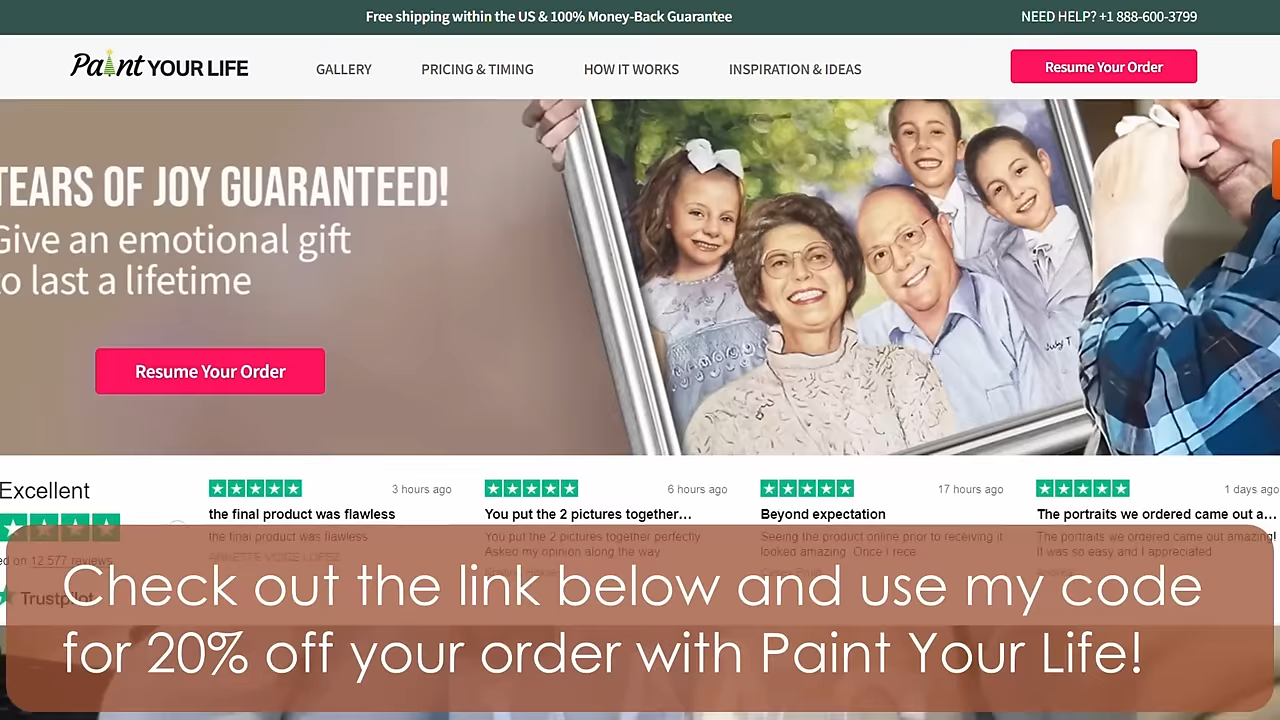 Free shipping within the US & 100% Money-Back Guarantee
NEED HELP? +1 888-600-3799
Paint YOUR LIFE
GALLERY
PRICING & TIMING
HOW IT WORKS
INSPIRATION & IDEAS
Resume Your Order
TEARS OF JOY GUARANTEED!
Give an emotional gift
to last a lifetime
Resume Your Order
Judy T
Excellent
3 hours ago
6 hours ago
17 hours ago
1 days ago
the final product was flawless
You put the 2 pictures together...
Beyond expectation
The portraits we ordered came out a...
the final product was flawless
You put the 2 pictures together perfectly
Asked my opinion along the way
Seeing the product online prior to receiving it
looked amazing. Once I rece
The portraits we ordered came out amazing!
It was so easy and I appreciated
ed on 12 577 reviews
Trustpilot
Check out the link below and use my code
for 20% off your order with Paint Your Life!